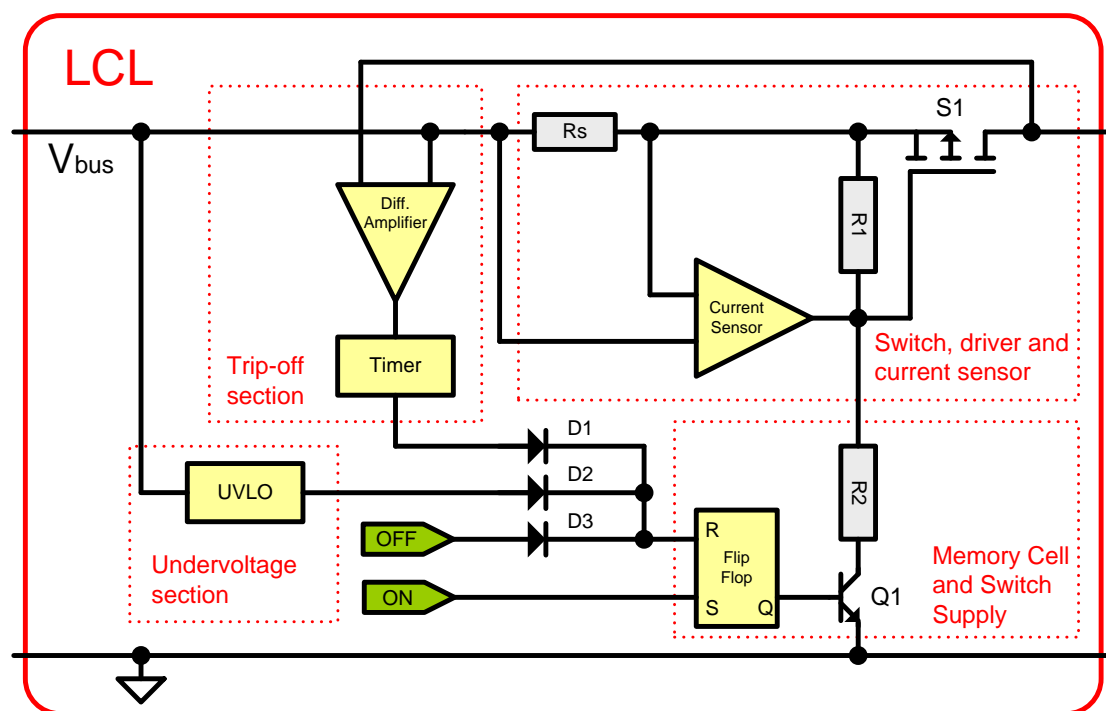 LCL
S1
Vbus
Rs
Diff.
Amplifier
R1
Current
Sensor
Timer
Trip-off
section
Switch, driver and
current sensor
D1
UVLO
D2
R2
OFF
D3
R
Flip
Flop
Undervoltage
section
ON
S
Q
Q1
Memory Cell
and Switch
Supply